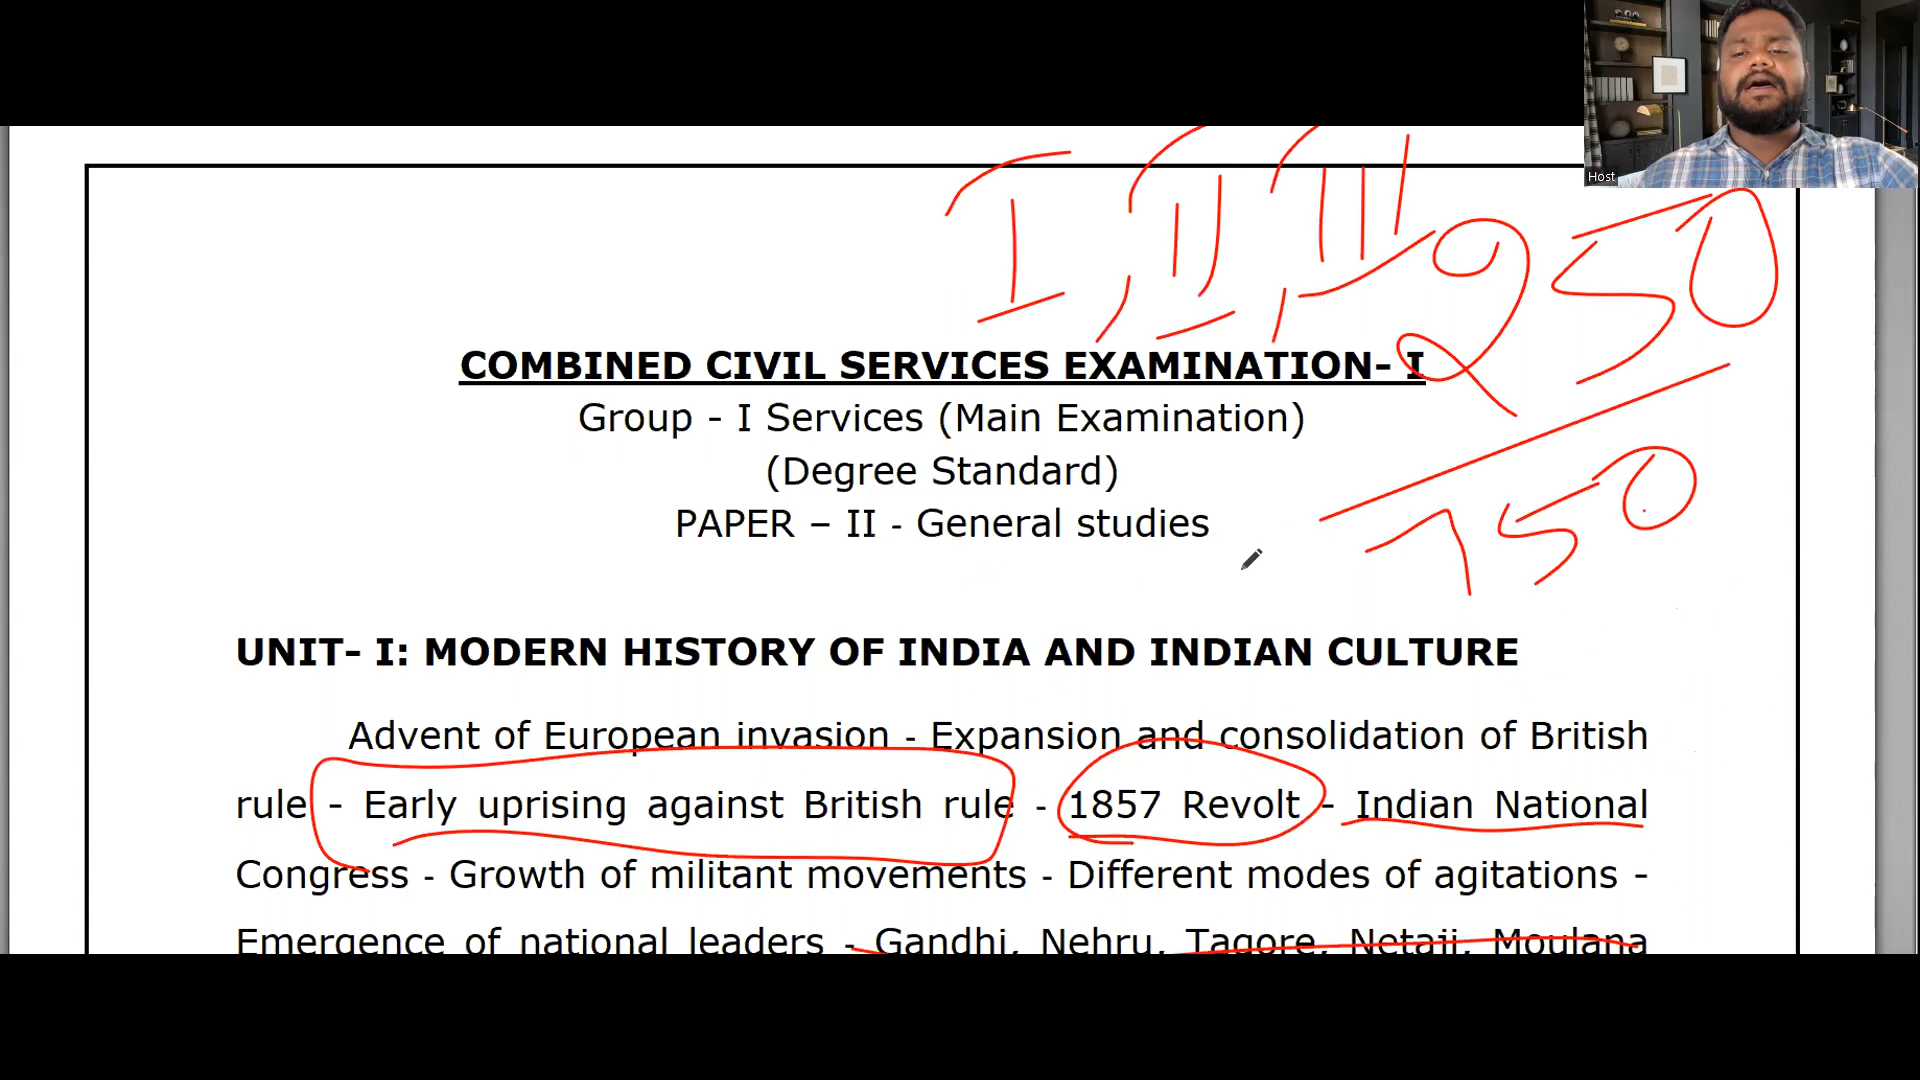 Host
I, II, III 250
COMBINED CIVIL SERVICES EXAMINATION- I
Group - I Services (Main Examination)
(Degree Standard)
PAPER – II - General studies
750
UNIT- I: MODERN HISTORY OF INDIA AND INDIAN CULTURE
Advent of European invasion - Expansion and consolidation of British
rule - Early uprising against British rule - 1857 Revolt - Indian National
Congress - Growth of militant movements - Different modes of agitations -
Emergence of national leaders - Gandhi, Nehru, Tagore, Netaji, Moulana